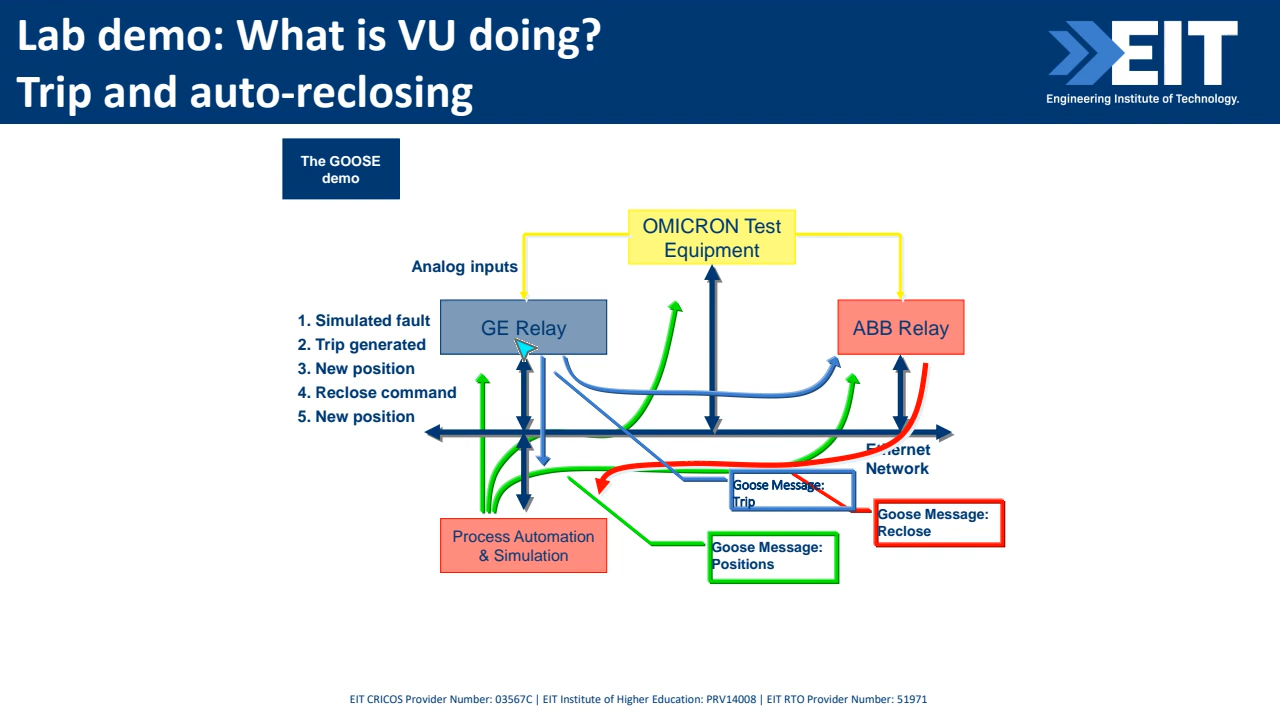 Lab demo: What is VU doing?
Trip and auto-reclosing
EIT
Engineering Institute of Technology.
The GOOSE
demo
OMICRON Test
Equipment
Analog inputs
GE Relay
ABB Relay
1. Simulated fault
2. Trip generated
3. New position
4. Reclose command
5. New position
Ethernet
Network
Goose Message:
Trip
Goose Message:
Reclose
Process Automation
& Simulation
Goose Message:
Positions
EIT CRICOS Provider Number: 03567C | EIT Institute of Higher Education: PRV14008 | EIT RTO Provider Number: 51971